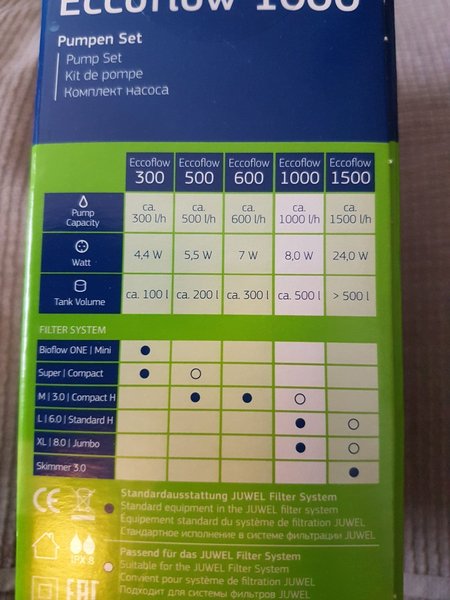 Eccoflow 1000
Pumpen Set
Pump Set
Kit de pompe
Комплект насоса
Eccoflow 300 Eccoflow 500 Eccoflow 600 Eccoflow 1000 Eccoflow 1500
Pump Capacity ca. 300 l/h ca. 500 l/h ca. 600 l/h ca. 1000 l/h ca. 1500 l/h
Watt 4,4 W 5,5 W 7 W 8,0 W 24,0 W
Tank Volume ca. 100 l ca. 200 l ca. 300 l ca. 500 l > 500 l
FILTER SYSTEM
Bioflow ONE | Mini ●
Super | Compact ● ○
M | 3.0 | Compact H ● ● ○
L | 6.0 | Standard H ● ○
XL | 8.0 | Jumbo ● ○
Skimmer 3.0 ●
CE
● Standardausstattung JUWEL Filter System
Standard equipment in the JUWEL filter system
Équipement standard du système de filtration JUWEL
Стандартное исполнение в системе фильтрации JUWEL
IPX 8
○ Passend für das JUWEL Filter System
Suitable for the JUWEL Filter System
Convient pour système de filtration JUWEL
EAC
Подходит для системы фильтрации JUWEL